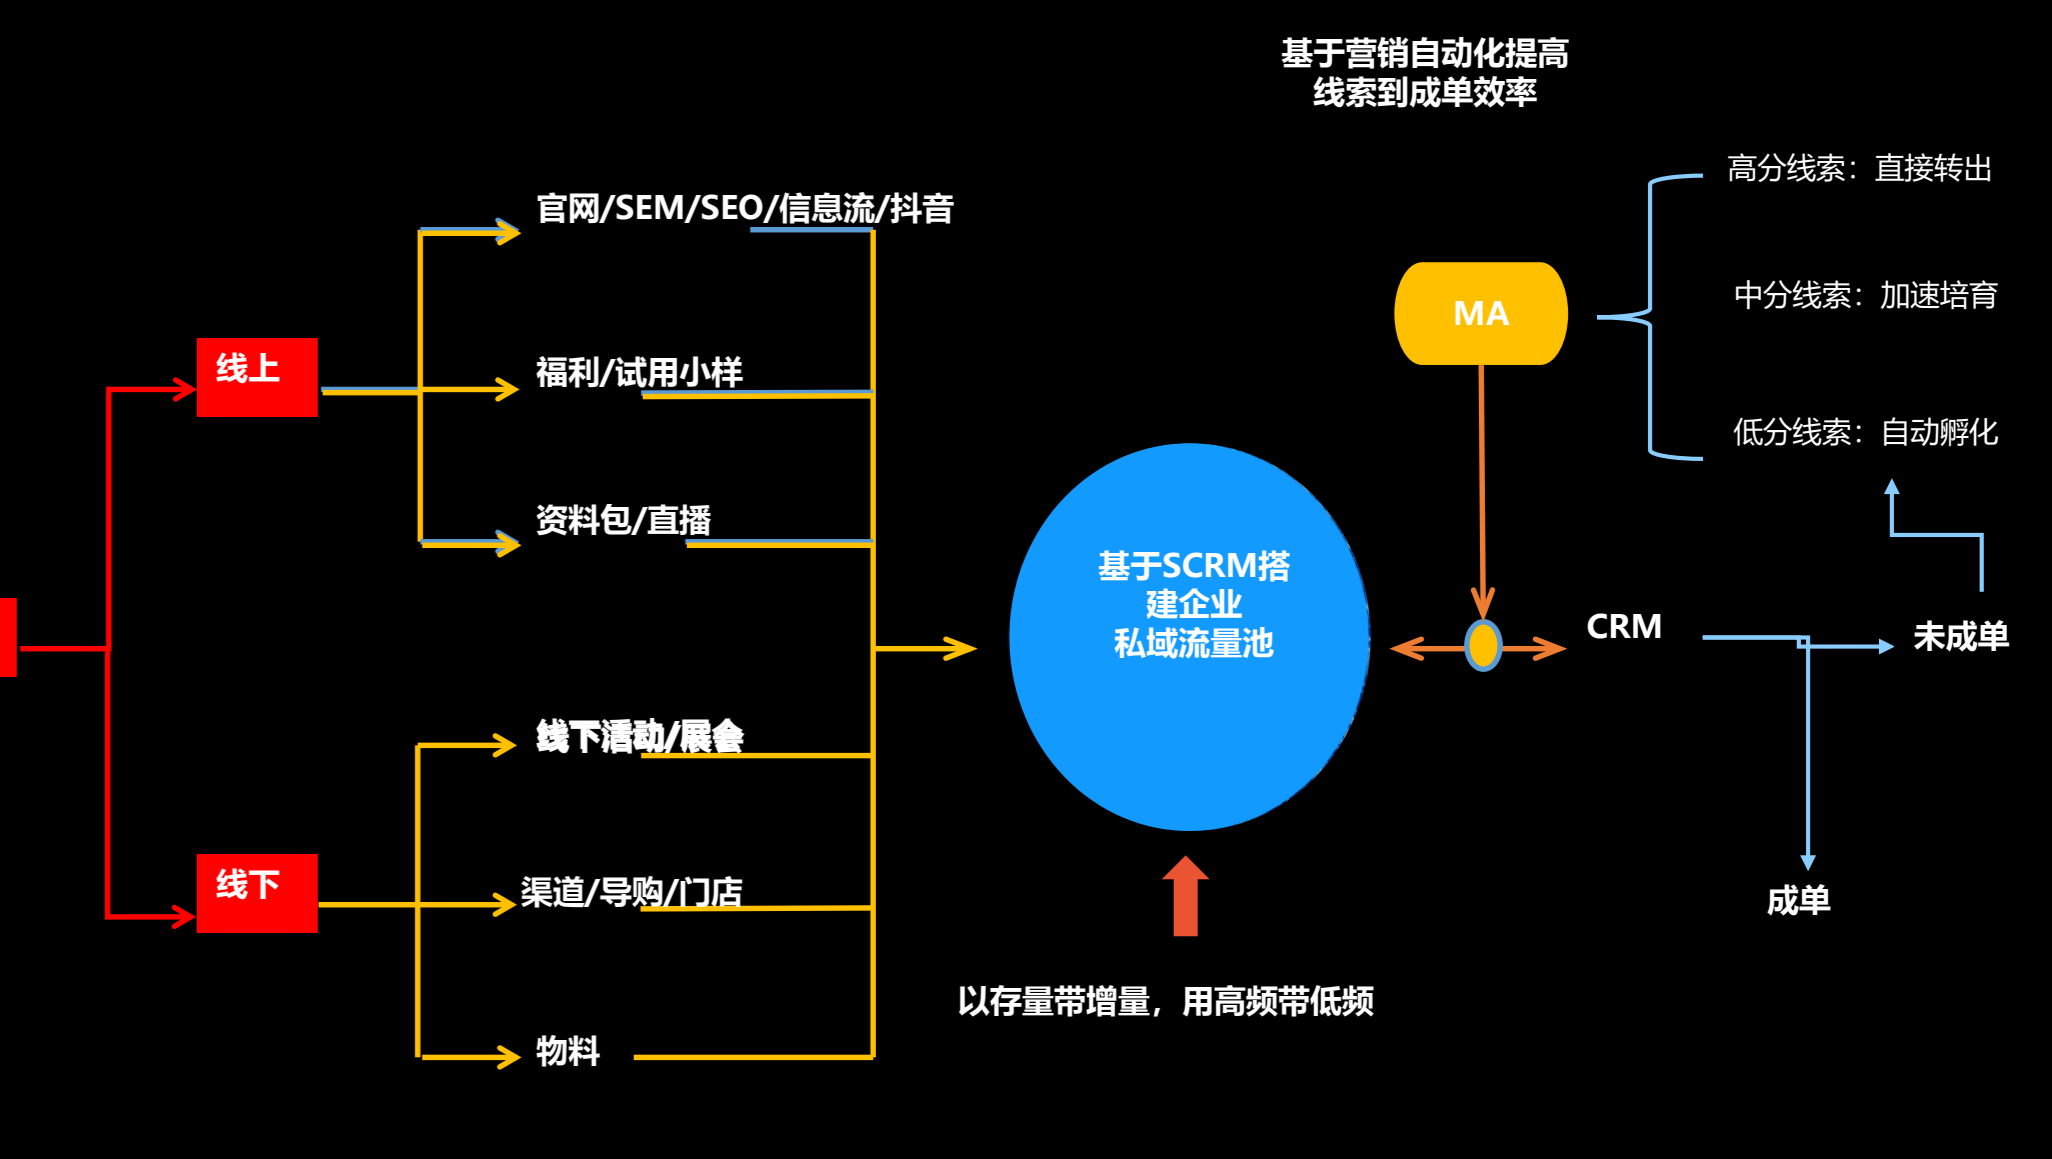 基于营销自动化提高
线索到成单效率
高分线索：直接转出
官网/SEM/SEO/信息流/抖音
中分线索：加速培育
MA
线上
福利/试用小样
低分线索：自动孵化
资料包/直播
基于SCRM搭
建企业
私域流量池
CRM
未成单
线下活动/展会
线下
渠道/导购/门店
成单
以存量带增量，用高频带低频
物料